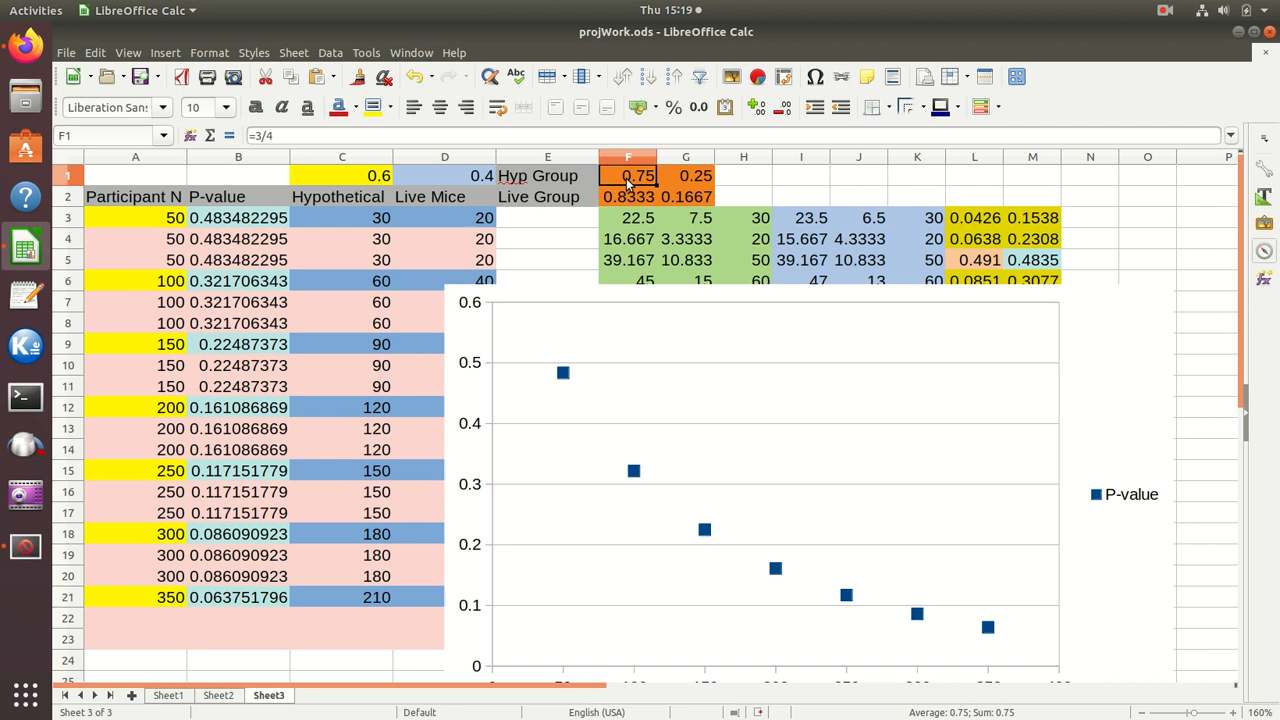 Activities LibreOffice Calc Thu 15:19
projWork.ods - LibreOffice Calc
File Edit View Insert Format Styles Sheet Data Tools Window Help
Liberation Sans 10
F1 =3/4
A B C D E F G H I J K L M N O P
1 0.6 0.4 Hyp Group 0.75 0.25
2 Participant N P-value Hypothetical Live Mice Live Group 0.8333 0.1667
3 50 0.483482295 30 20 22.5 7.5 30 23.5 6.5 30 0.0426 0.1538
4 50 0.483482295 30 20 16.667 3.3333 20 15.667 4.3333 20 0.0638 0.2308
5 50 0.483482295 30 20 39.167 10.833 50 39.167 10.833 50 0.491 0.4835
6 100 0.321706343 60 40 45 15 60 47 13 60 0.0851 0.3077
7 100 0.321706343 60
8 100 0.321706343 60
9 150 0.22487373 90
10 150 0.22487373 90
11 150 0.22487373 90
12 200 0.161086869 120
13 200 0.161086869 120
14 200 0.161086869 120
15 250 0.117151779 150
16 250 0.117151779 150
17 250 0.117151779 150
18 300 0.086090923 180
19 300 0.086090923 180
20 300 0.086090923 180
21 350 0.063751796 210
22
23
24
0.6
0.5
0.4
0.3
0.2
0.1
0
P-value
Sheet1 Sheet2 Sheet3
Sheet 3 of 3 Default English (USA) Average: 0.75; Sum: 0.75 160%